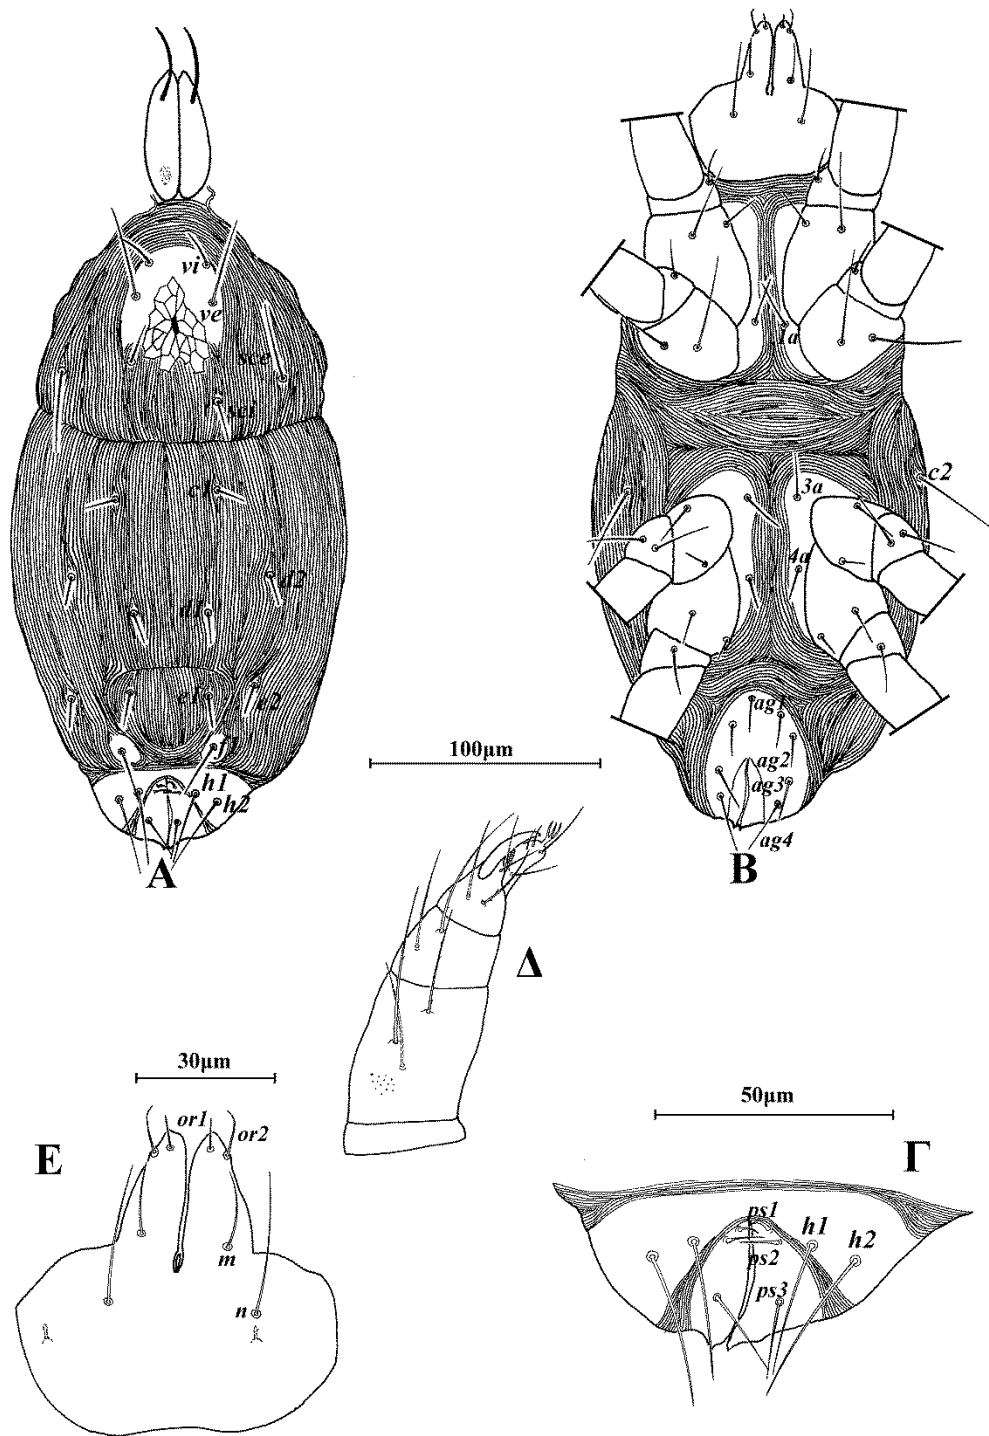 vi
ve
sce
sci
c1
d2
d1
e1
e2
f1
h1
h2
A
1a
c2
3a
4a
ag1
ag2
ag3
ag4
B
100μm
Δ
30μm
E
or1
or2
m
n
50μm
Γ
ps1
h1
h2
ps2
ps3